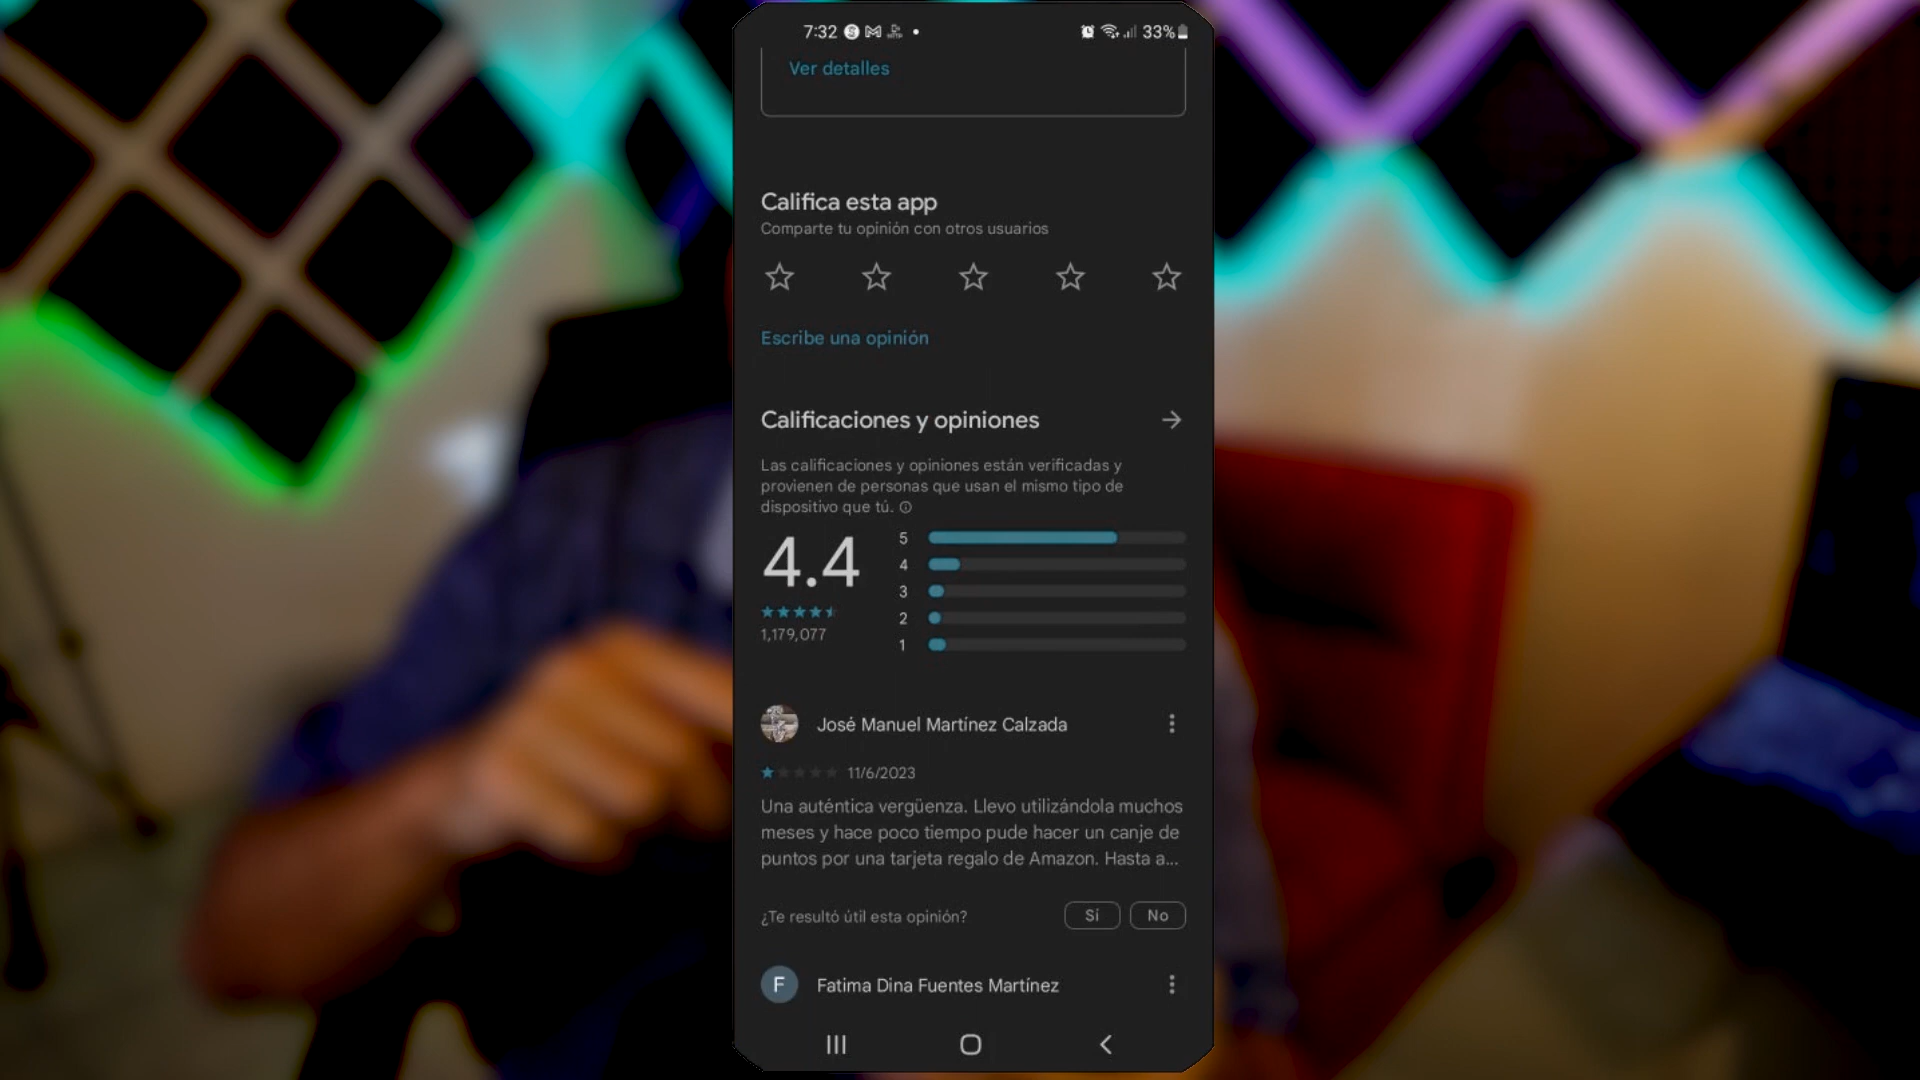 7:32 33%
Ver detalles
Califica esta app
Comparte tu opinión con otros usuarios
Escribe una opinión
Calificaciones y opiniones
Las calificaciones y opiniones están verificadas y
provienen de personas que usan el mismo tipo de
dispositivo que tú.
4.4
1,179,077
5
4
3
2
1
José Manuel Martínez Calzada
11/6/2023
Una auténtica vergüenza. Llevo utilizándola muchos
meses y hace poco tiempo pude hacer un canje de
puntos por una tarjeta regalo de Amazon. Hasta a...
¿Te resultó útil esta opinión? Sí No
F Fatima Dina Fuentes Martínez